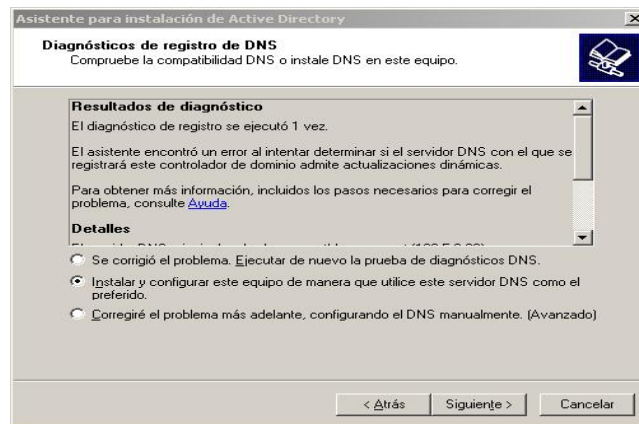 Asistente para instalación de Active Directory
Diagnósticos de registro de DNS
Compruebe la compatibilidad DNS o instale DNS en este equipo.
Resultados de diagnóstico
El diagnóstico de registro se ejecutó 1 vez.
El asistente encontró un error al intentar determinar si el servidor DNS con el que se
registrará este controlador de dominio admite actualizaciones dinámicas.
Para obtener más información, incluidos los pasos necesarios para corregir el
problema, consulte Ayuda.
Detalles
Se corrigió el problema. Ejecutar de nuevo la prueba de diagnósticos DNS.
Instalar y configurar este equipo de manera que utilice este servidor DNS como el
preferido.
Corregiré el problema más adelante, configurando el DNS manualmente. (Avanzado)
< Atrás Siguiente > Cancelar